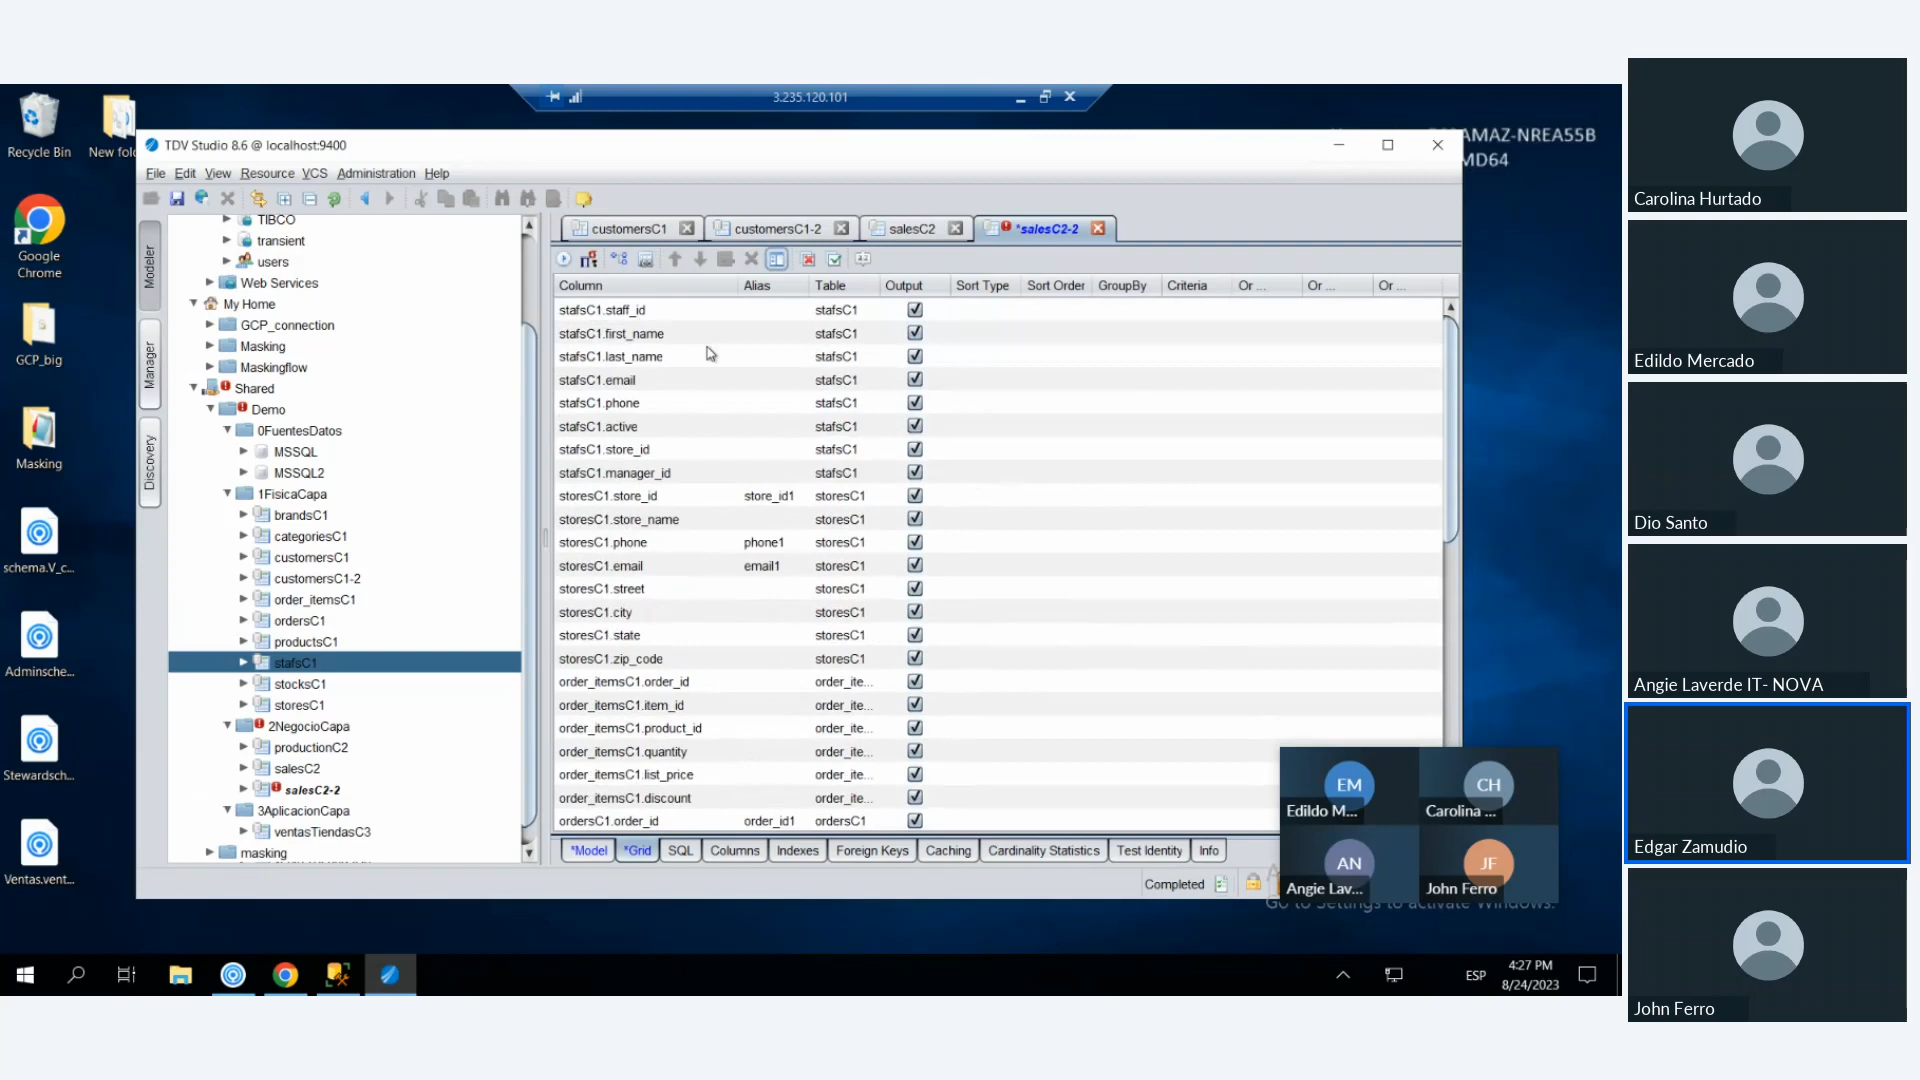 3.235.120.101
AMAZ-NREA55B
MD64
Recycle Bin
New fol
Google Chrome
GCP_big
Masking
schema.V_c...
Adminsche...
Stewardsch...
Ventas.vent...
TDV Studio 8.6 @ localhost:9400
File Edit View Resource VCS Administration Help
Modeler
Manager
Discovery
TIBCO
transient
users
Web Services
My Home
GCP_connection
Masking
Maskingflow
Shared
Demo
0FuentesDatos
MSSQL
MSSQL2
1FisicaCapa
brandsC1
categoriesC1
customersC1
customersC1-2
order_itemsC1
ordersC1
productsC1
stafsC1
stocksC1
storesC1
2NegocioCapa
productionC2
salesC2
salesC2-2
3AplicacionCapa
ventasTiendasC3
masking
customersC1 customersC1-2 salesC2 *salesC2-2
Column Alias Table Output Sort Type Sort Order GroupBy Criteria Or ... Or ... Or ...
stafsC1.staff_id stafsC1
stafsC1.first_name stafsC1
stafsC1.last_name stafsC1
stafsC1.email stafsC1
stafsC1.phone stafsC1
stafsC1.active stafsC1
stafsC1.store_id stafsC1
stafsC1.manager_id stafsC1
storesC1.store_id store_id1 storesC1
storesC1.store_name storesC1
storesC1.phone phone1 storesC1
storesC1.email email1 storesC1
storesC1.street storesC1
storesC1.city storesC1
storesC1.state storesC1
storesC1.zip_code storesC1
order_itemsC1.order_id order_ite...
order_itemsC1.item_id order_ite...
order_itemsC1.product_id order_ite...
order_itemsC1.quantity order_ite...
order_itemsC1.list_price order_ite...
order_itemsC1.discount order_ite...
ordersC1.order_id order_id1 ordersC1
*Model *Grid SQL Columns Indexes Foreign Keys Caching Cardinality Statistics Test Identity Info
Completed
Go to Settings to activate Windows.
EM
Edildo M...
CH
Carolina ...
AN
Angie Lav...
JF
John Ferro
ESP
4:27 PM
8/24/2023
Carolina Hurtado
Edildo Mercado
Dio Santo
Angie Laverde IT- NOVA
Edgar Zamudio
John Ferro